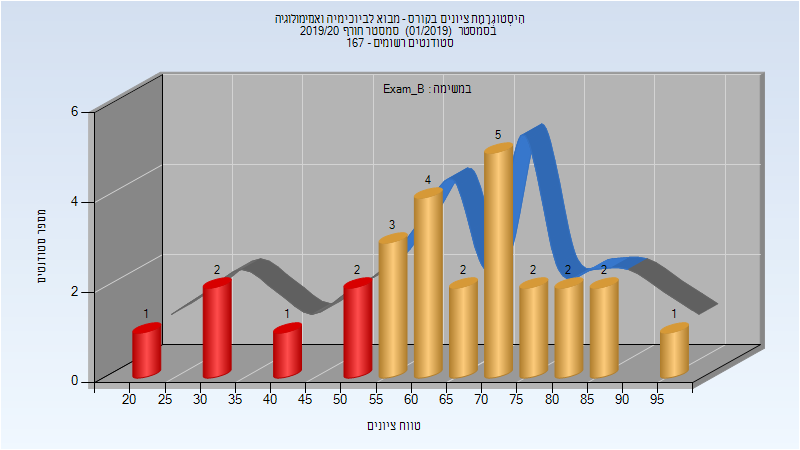 היסטוגרמת ציונים בקורס - מבוא לביוכימיה ואנזימולוגיה
בסמסטר (01/2019) סמסטר חורף 2019/20
סטודנטים רשומים - 167
במשימה : Exam_B
מספר סטודנטים
6
4
2
0
1
2
1
2
3
4
2
5
2
2
2
1
20 25 30 35 40 45 50 55 60 65 70 75 80 85 90 95
טווח ציונים